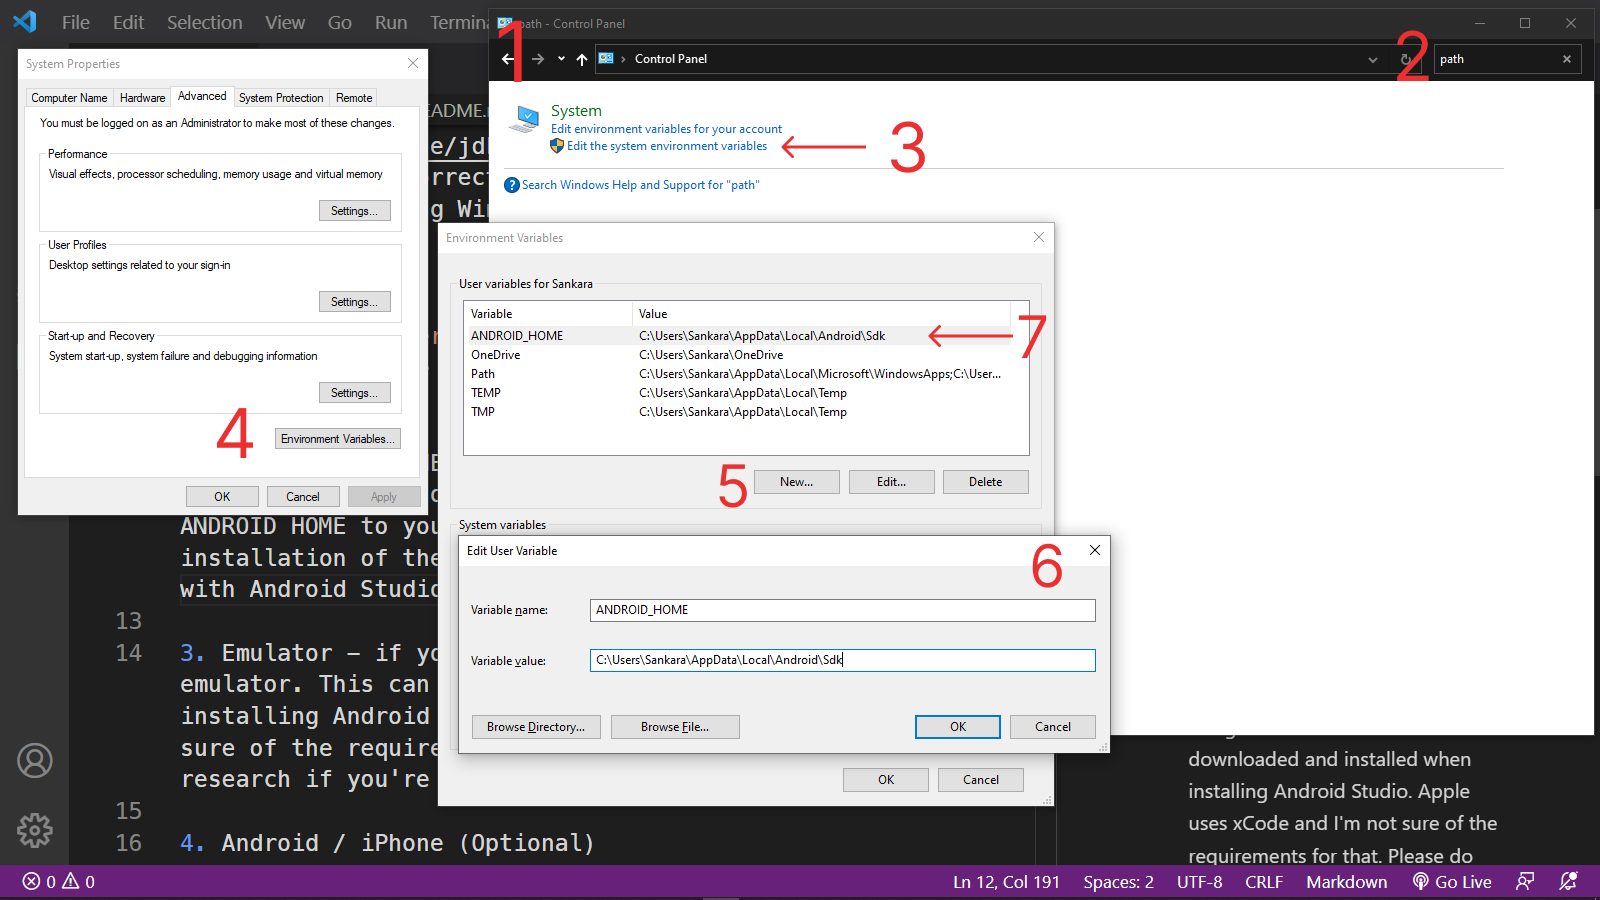 File Edit Selection View Go Run
path - Control Panel
1
2
Control Panel
path
System Properties
Computer Name Hardware Advanced System Protection Remote
You must be logged on as an Administrator to make most of these changes.
Performance
Visual effects, processor scheduling, memory usage and virtual memory
Settings...
User Profiles
Desktop settings related to your sign-in
Settings...
Start-up and Recovery
System start-up, system failure and debugging information
Settings...
4
Environment Variables...
OK Cancel Apply
System
Edit environment variables for your account
Edit the system environment variables
3
Search Windows Help and Support for "path"
Environment Variables
User variables for Sankara
Variable Value
ANDROID_HOME C:\Users\Sankara\AppData\Local\Android\Sdk
7
OneDrive C:\Users\Sankara\OneDrive
Path C:\Users\Sankara\AppData\Local\Microsoft\WindowsApps;C:\User...
TEMP C:\Users\Sankara\AppData\Local\Temp
TMP C:\Users\Sankara\AppData\Local\Temp
5
New... Edit... Delete
System variables
Edit User Variable
6
Variable name: ANDROID_HOME
Variable value: C:\Users\Sankara\AppData\Local\Android\Sdk
Browse Directory... Browse File... OK Cancel
OK Cancel
ANDROID HOME to
installation of the
with Android Studio
13
14 3. Emulator - if
emulator. This can
installing Android
sure of the
research if you're
15
16 4. Android / iPhone (Optional)
downloaded and installed when
installing Android Studio. Apple
uses xCode and I'm not sure of the
requirements for that. Please do
0 0
Ln 12, Col 191 Spaces: 2 UTF-8 CRLF Markdown Go Live